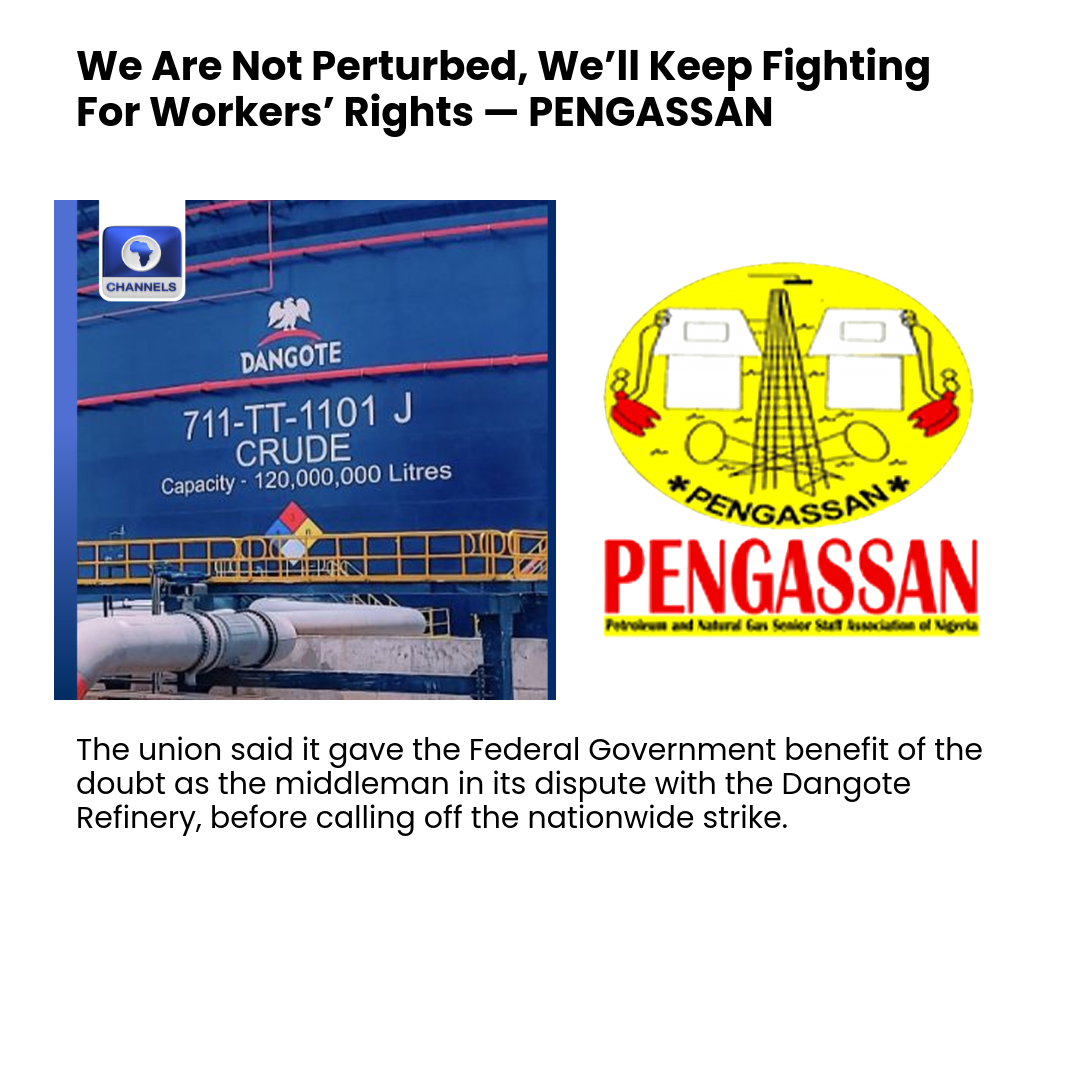 We Are Not Perturbed, We’ll Keep Fighting
For Workers’ Rights — PENGASSAN
CHANNELS
DANGOTE
711-TT-1101 J
CRUDE
Capacity - 120,000,000 Litres
PENGASSAN
PENGASSAN
Petroleum and Natural Gas Senior Staff Association of Nigeria
The union said it gave the Federal Government benefit of the
doubt as the middleman in its dispute with the Dangote
Refinery, before calling off the nationwide strike.